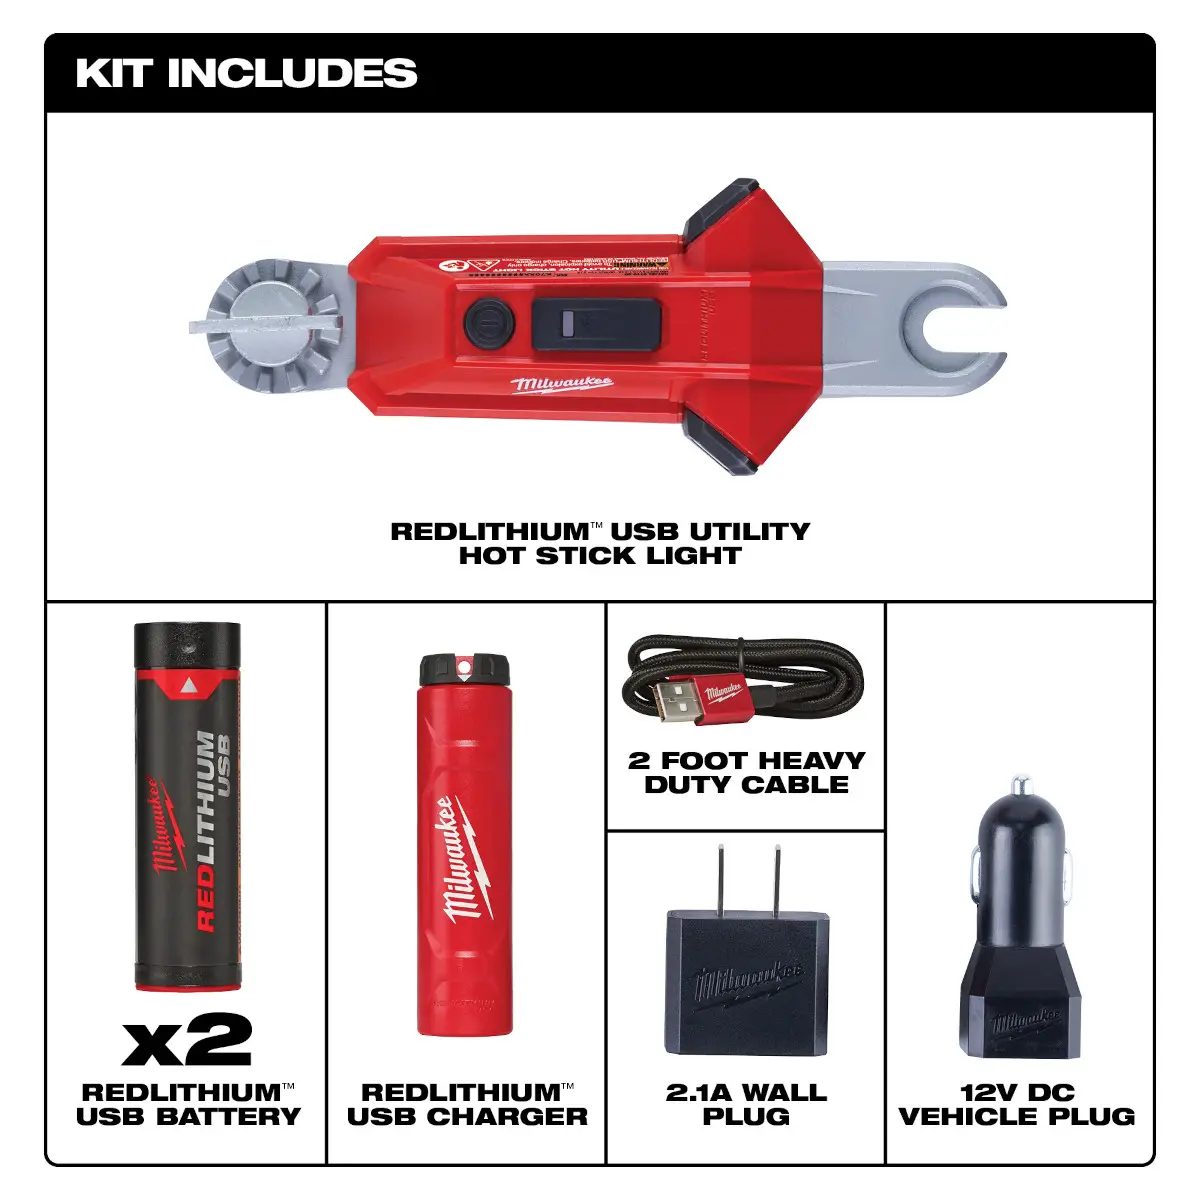 KIT INCLUDES
Milwaukee
REDLITHIUM™ USB UTILITY
HOT STICK LIGHT
Milwaukee
REDLITHIUM
USB
x2
REDLITHIUM™
USB BATTERY
Milwaukee
REDLITHIUM™
USB CHARGER
Milwaukee
2 FOOT HEAVY
DUTY CABLE
Milwaukee
2.1A WALL
PLUG
Milwaukee
12V DC
VEHICLE PLUG